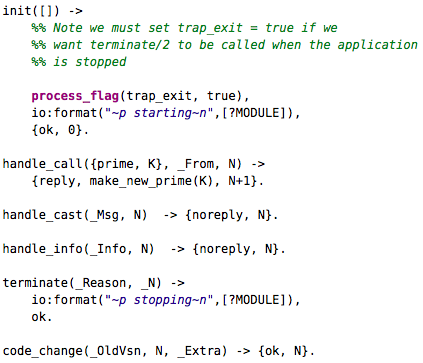 init([]) ->
    %% Note we must set trap_exit = true if we
    %% want terminate/2 to be called when the application
    %% is stopped
    process_flag(trap_exit, true),
    io:format("~p starting~n",[?MODULE]),
    {ok, 0}.
handle_call({prime, K}, _From, N) ->
    {reply, make_new_prime(K), N+1}.
handle_cast(_Msg, N)  -> {noreply, N}.
handle_info(_Info, N)  -> {noreply, N}.
terminate(_Reason, _N) ->
    io:format("~p stopping~n",[?MODULE]),
    ok.
code_change(_OldVsn, N, _Extra) -> {ok, N}.